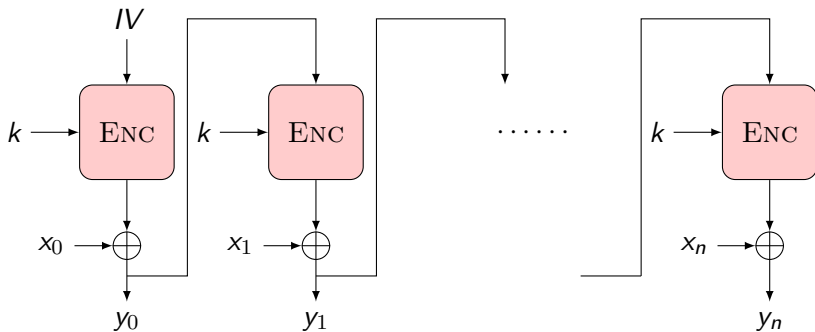 IV
k ENC k ENC ...... k ENC
x₀ x₁ xₙ
y₀ y₁ yₙ